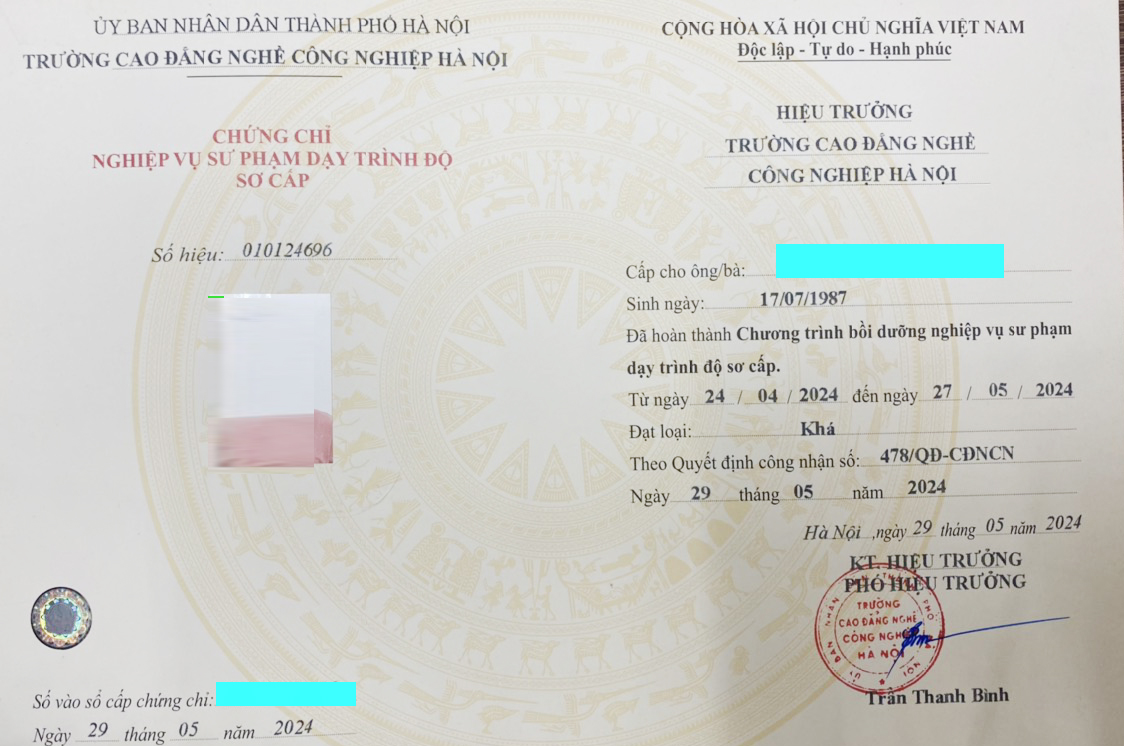 ỦY BAN NHÂN DÂN THÀNH PHỐ HÀ NỘI
TRƯỜNG CAO ĐẲNG NGHỀ CÔNG NGHIỆP HÀ NỘI
CHỨNG CHỈ
NGHIỆP VỤ SƯ PHẠM DẠY TRÌNH ĐỘ
SƠ CẤP
Số hiệu: 010124696
Số vào sổ cấp chứng chỉ:
Ngày 29 tháng 05 năm 2024
CỘNG HÒA XÃ HỘI CHỦ NGHĨA VIỆT NAM
Độc lập - Tự do - Hạnh phúc
HIỆU TRƯỞNG
TRƯỜNG CAO ĐẲNG NGHỀ
CÔNG NGHIỆP HÀ NỘI
Cấp cho ông/bà:
Sinh ngày: 17/07/1987
Đã hoàn thành Chương trình bồi dưỡng nghiệp vụ sư phạm
dạy trình độ sơ cấp.
Từ ngày 24 / 04 / 2024 đến ngày 27 / 05 / 2024
Đạt loại: Khá
Theo Quyết định công nhận số: 478/QĐ-CĐNCN
Ngày 29 tháng 05 năm 2024
Hà Nội ,ngày 29 tháng 05 năm 2024
KT. HIỆU TRƯỞNG
PHÓ HIỆU TRƯỞNG
TRƯỜNG
CAO ĐẲNG NGHỀ
CÔNG NGHIỆP
HÀ NỘI
Trần Thanh Bình